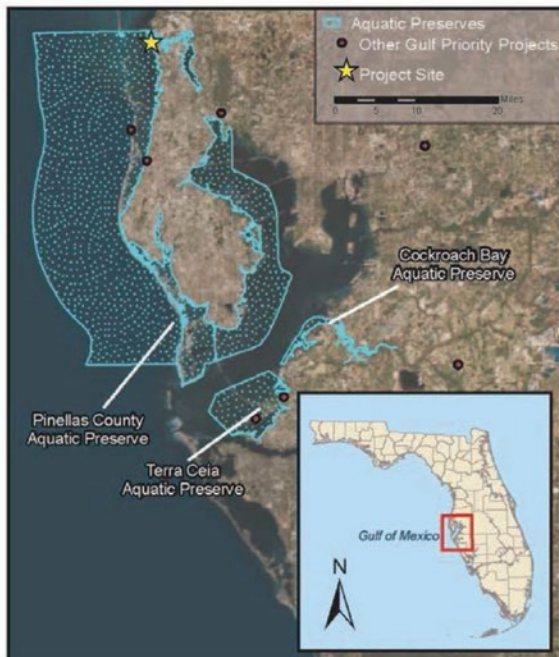 Aquatic Preserves
Other Gulf Priority Projects
Project Site
Miles
0 5 10 20
Cockroach Bay
Aquatic Preserve
Pinellas County
Aquatic Preserve
Terra Ceia
Aquatic Preserve
Gulf of Mexico
N